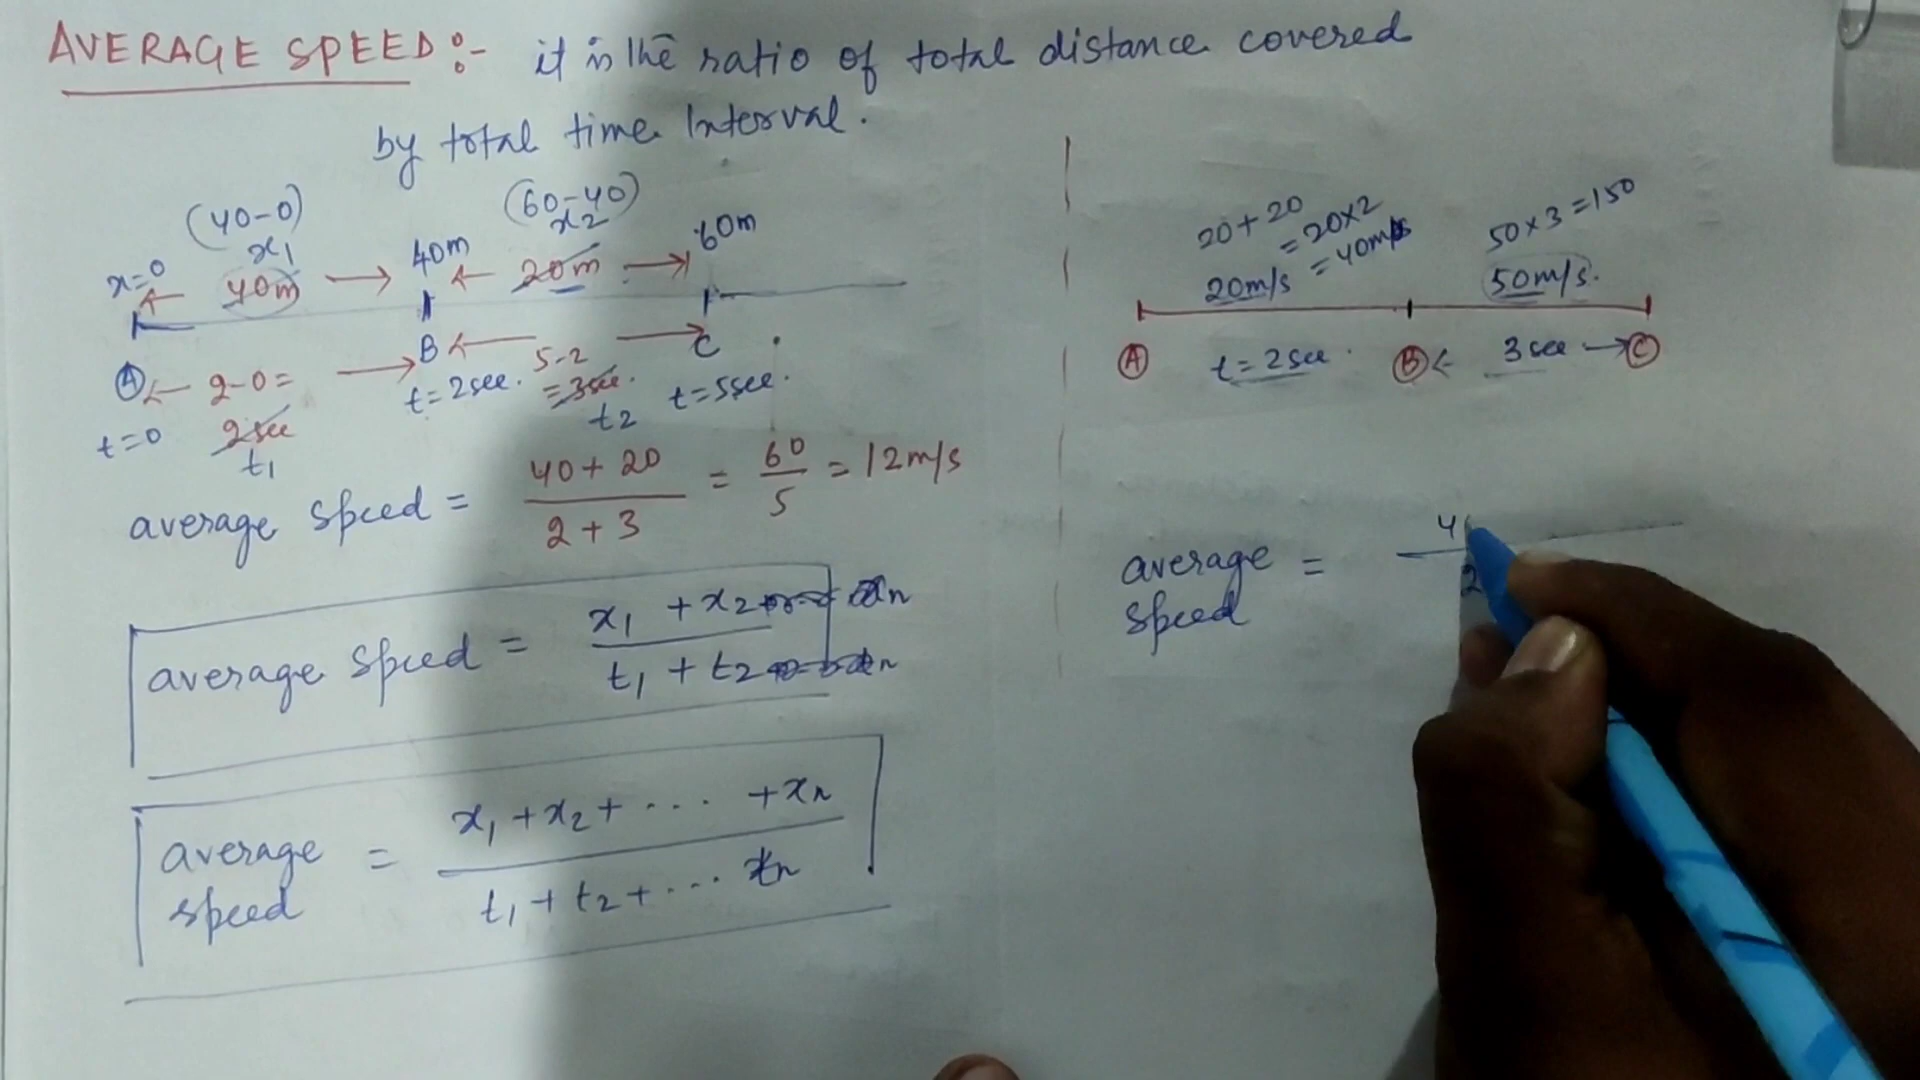 AVERAGE SPEED :- it is the ratio of total distance covered
by total time Interval.
(40-0) (60-40)
x1 x2
x=0 40m 40m 20m 60m
A B C
2-0= 5-2
t=2sec. =3sec. t=5sec.
t=0 2sec t2
t1
average speed = 40+20 / 2+3 = 60/5 = 12m/s
average speed = x1 + x2 / t1 + t2
average speed = x1 + x2 + ... + xn / t1 + t2 + ... tn
20+20
=20x2
=40m
20m/s
50x3=150
50m/s.
A t=2sec B 3sec C
average speed = 4 / 2